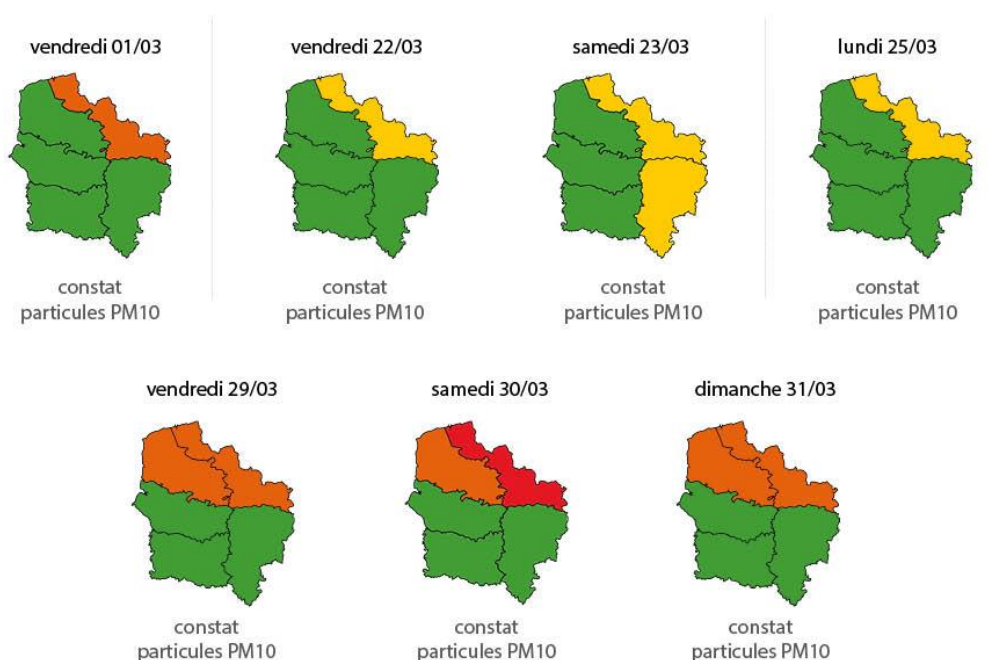 vendredi 01/03
vendredi 22/03
samedi 23/03
lundi 25/03
constat
particules PM10
constat
particules PM10
constat
particules PM10
constat
particules PM10
vendredi 29/03
samedi 30/03
dimanche 31/03
constat
particules PM10
constat
particules PM10
constat
particules PM10